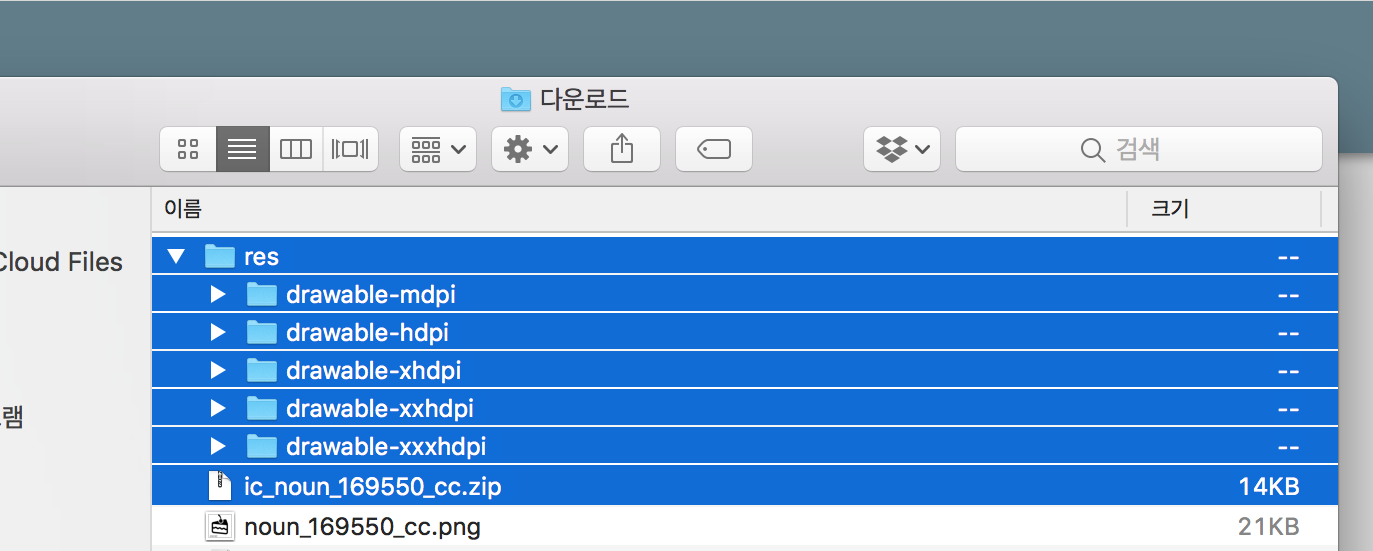 다운로드
검색
이름 크기
Cloud Files
res --
drawable-mdpi --
drawable-hdpi --
drawable-xhdpi --
drawable-xxhdpi --
램
drawable-xxxhdpi --
ic_noun_169550_cc.zip 14KB
noun_169550_cc.png 21KB